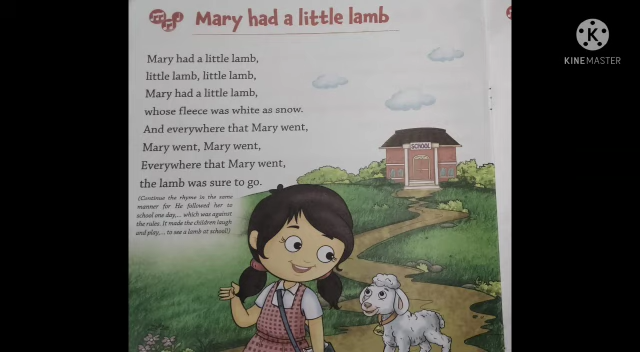 Mary had a little lamb
Mary had a little lamb,
little lamb, little lamb,
Mary had a little lamb,
whose fleece was white as snow.
And everywhere that Mary went,
Mary went, Mary went,
Everywhere that Mary went,
the lamb was sure to go.
(Continue the rhyme in the same
manner for He followed her to
school one day,... which was against
the rules. It made the children laugh
and play,... to see a lamb at school!)
SCHOOL
K
KINEMASTER